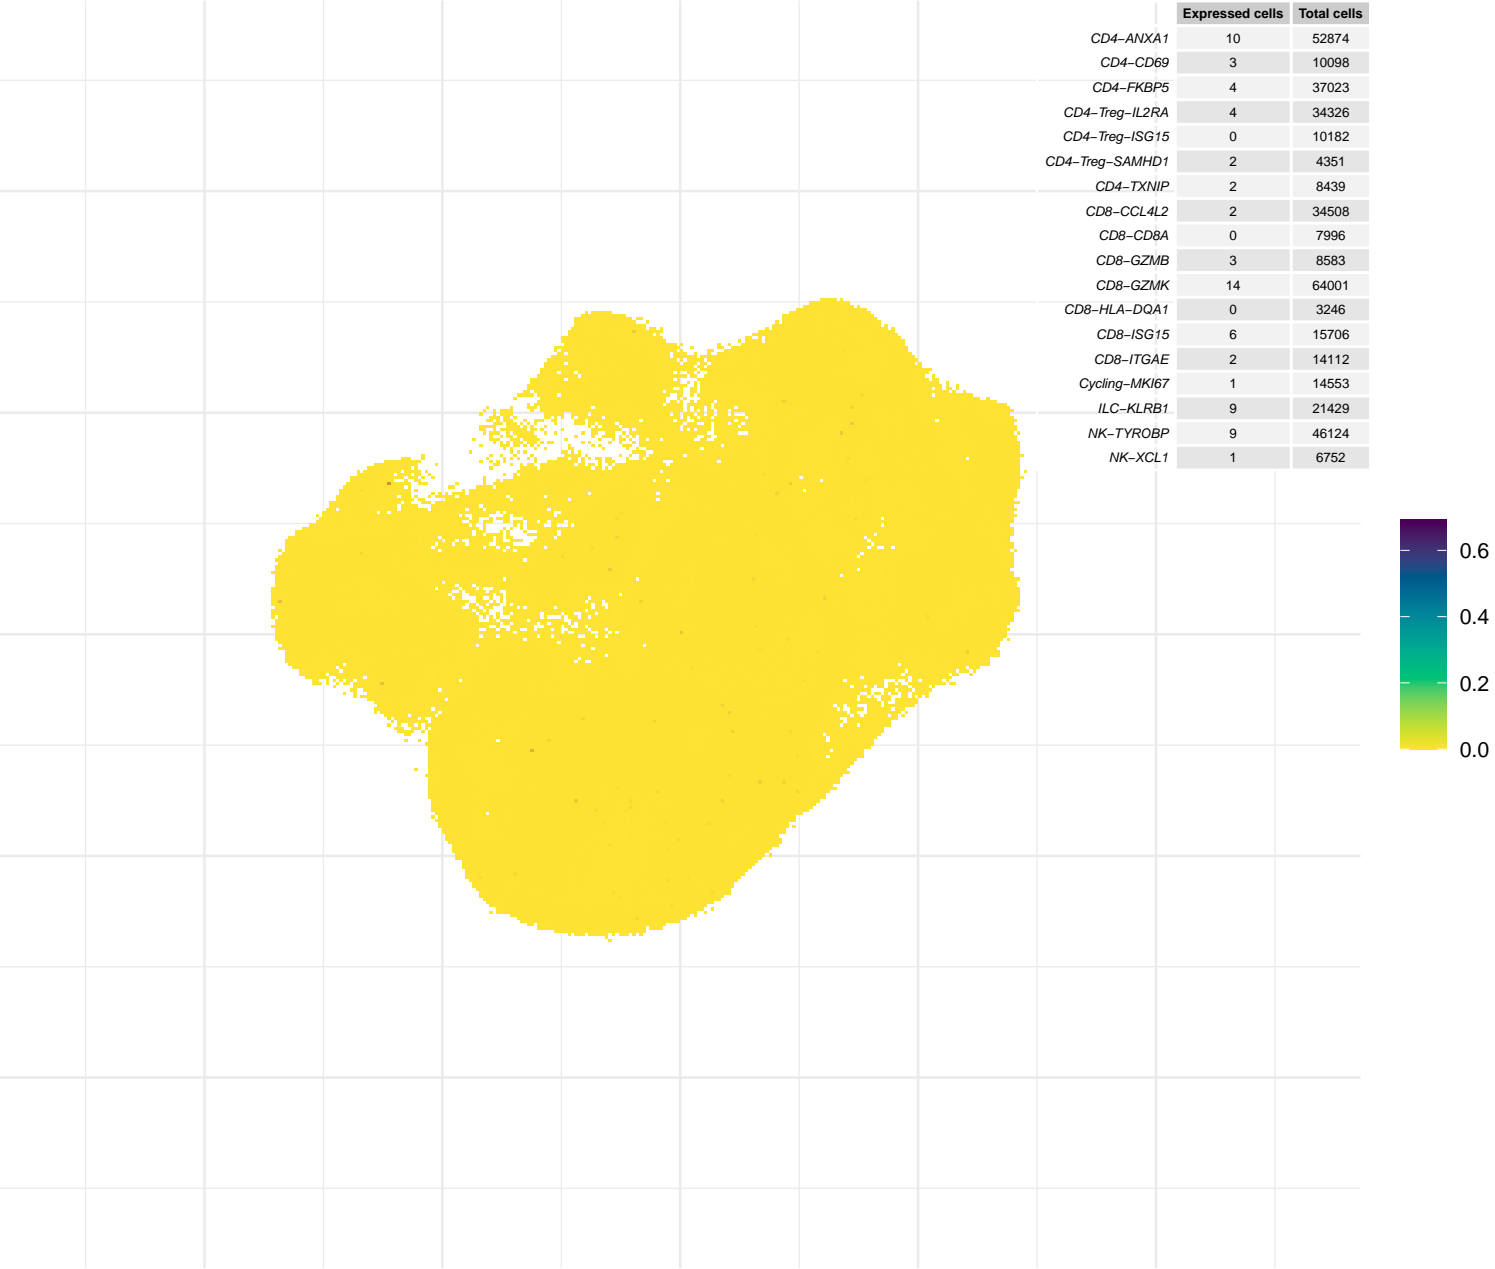 Expressed cells Total cells
CD4−ANXA1 10 52874
CD4−CD69 3 10098
CD4−FKBP5 4 37023
CD4−Treg−IL2RA 4 34326
CD4−Treg−ISG15 0 10182
CD4−Treg−SAMHD1 2 4351
CD4−TXNIP 2 8439
CD8−CCL4L2 2 34508
CD8−CD8A 0 7996
CD8−GZMB 3 8583
CD8−GZMK 14 64001
CD8−HLA−DQA1 0 3246
CD8−ISG15 6 15706
CD8−ITGAE 2 14112
Cycling−MKI67 1 14553
ILC−KLRB1 9 21429
NK−TYROBP 9 46124
NK−XCL1 1 6752
0.6
0.4
0.2
0.0